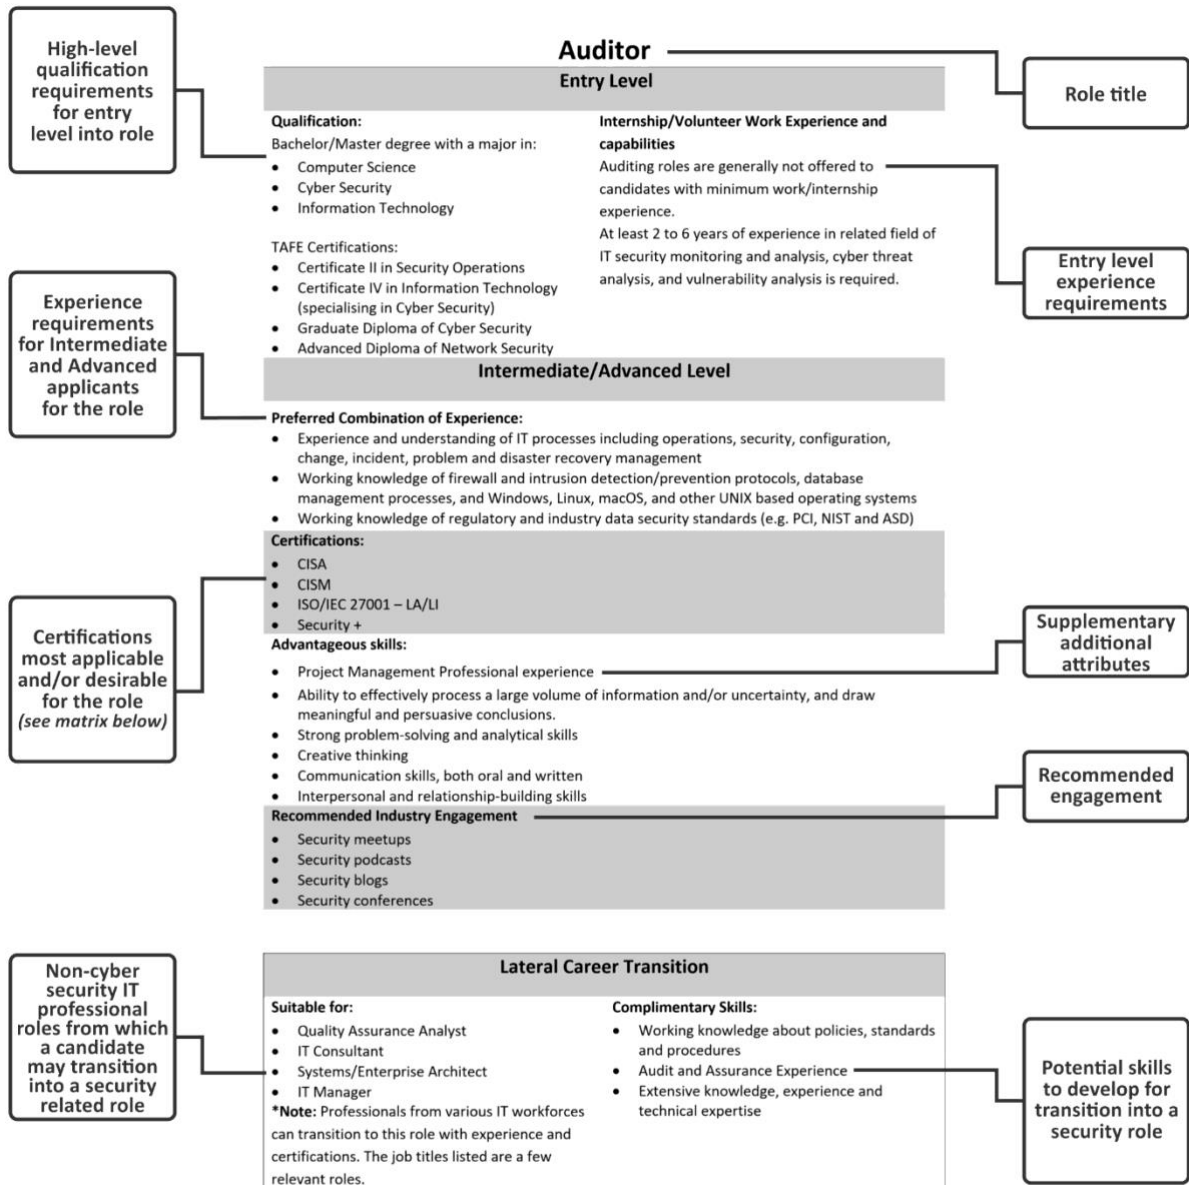 High-level
qualification
requirements
for entry
level into role
Auditor
Role title
Entry Level
Qualification:
Bachelor/Master degree with a major in:
• Computer Science
• Cyber Security
• Information Technology
TAFE Certifications:
• Certificate II in Security Operations
• Certificate IV in Information Technology
(specialising in Cyber Security)
• Graduate Diploma of Cyber Security
• Advanced Diploma of Network Security
Internship/Volunteer Work Experience and
capabilities
Auditing roles are generally not offered to
candidates with minimum work/internship
experience.
At least 2 to 6 years of experience in related field of
IT security monitoring and analysis, cyber threat
analysis, and vulnerability analysis is required.
Entry level
experience
requirements
Experience
requirements
for Intermediate
and Advanced
applicants
for the role
Intermediate/Advanced Level
Preferred Combination of Experience:
• Experience and understanding of IT processes including operations, security, configuration,
change, incident, problem and disaster recovery management
• Working knowledge of firewall and intrusion detection/prevention protocols, database
management processes, and Windows, Linux, macOS, and other UNIX based operating systems
• Working knowledge of regulatory and industry data security standards (e.g. PCI, NIST and ASD)
Certifications:
• CISA
• CISM
• ISO/IEC 27001 – LA/LI
• Security +
Certifications
most applicable
and/or desirable
for the role
(see matrix below)
Advantageous skills:
• Project Management Professional experience
• Ability to effectively process a large volume of information and/or uncertainty, and draw
meaningful and persuasive conclusions.
• Strong problem-solving and analytical skills
• Creative thinking
• Communication skills, both oral and written
• Interpersonal and relationship-building skills
Supplementary
additional
attributes
Recommended Industry Engagement
• Security meetups
• Security podcasts
• Security blogs
• Security conferences
Recommended
engagement
Non-cyber
security IT
professional
roles from which
a candidate
may transition
into a security
related role
Lateral Career Transition
Suitable for:
• Quality Assurance Analyst
• IT Consultant
• Systems/Enterprise Architect
• IT Manager
*Note: Professionals from various IT workforces
can transition to this role with experience and
certifications. The job titles listed are a few
relevant roles.
Complimentary Skills:
• Working knowledge about policies, standards
and procedures
• Audit and Assurance Experience
• Extensive knowledge, experience and
technical expertise
Potential skills
to develop for
transition into a
security role